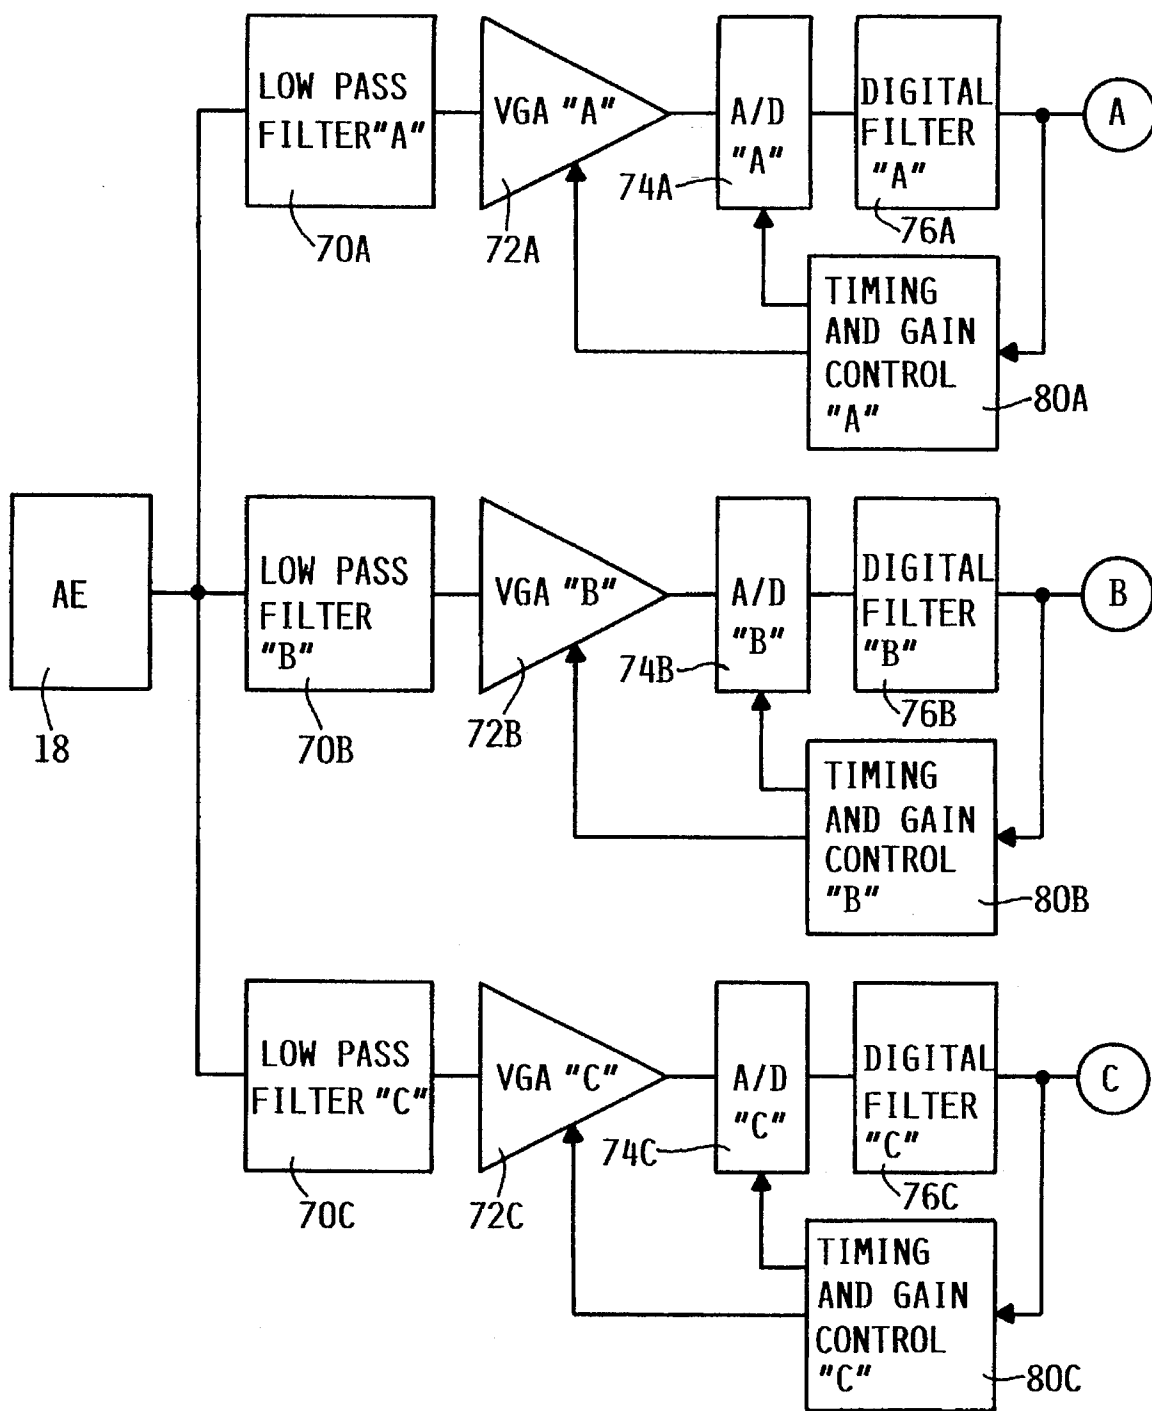 LOW PASS
FILTER"A"
70A
VGA "A"
72A
A/D
"A"
74A
DIGITAL
FILTER
"A"
76A
A
TIMING
AND GAIN
CONTROL
"A"
80A
AE
18
LOW PASS
FILTER
"B"
70B
VGA "B"
72B
A/D
"B"
74B
DIGITAL
FILTER
"B"
76B
B
TIMING
AND GAIN
CONTROL
"B"
80B
LOW PASS
FILTER "C"
70C
VGA "C"
72C
A/D
"C"
74C
DIGITAL
FILTER
"C"
76C
C
TIMING
AND GAIN
CONTROL
"C"
80C